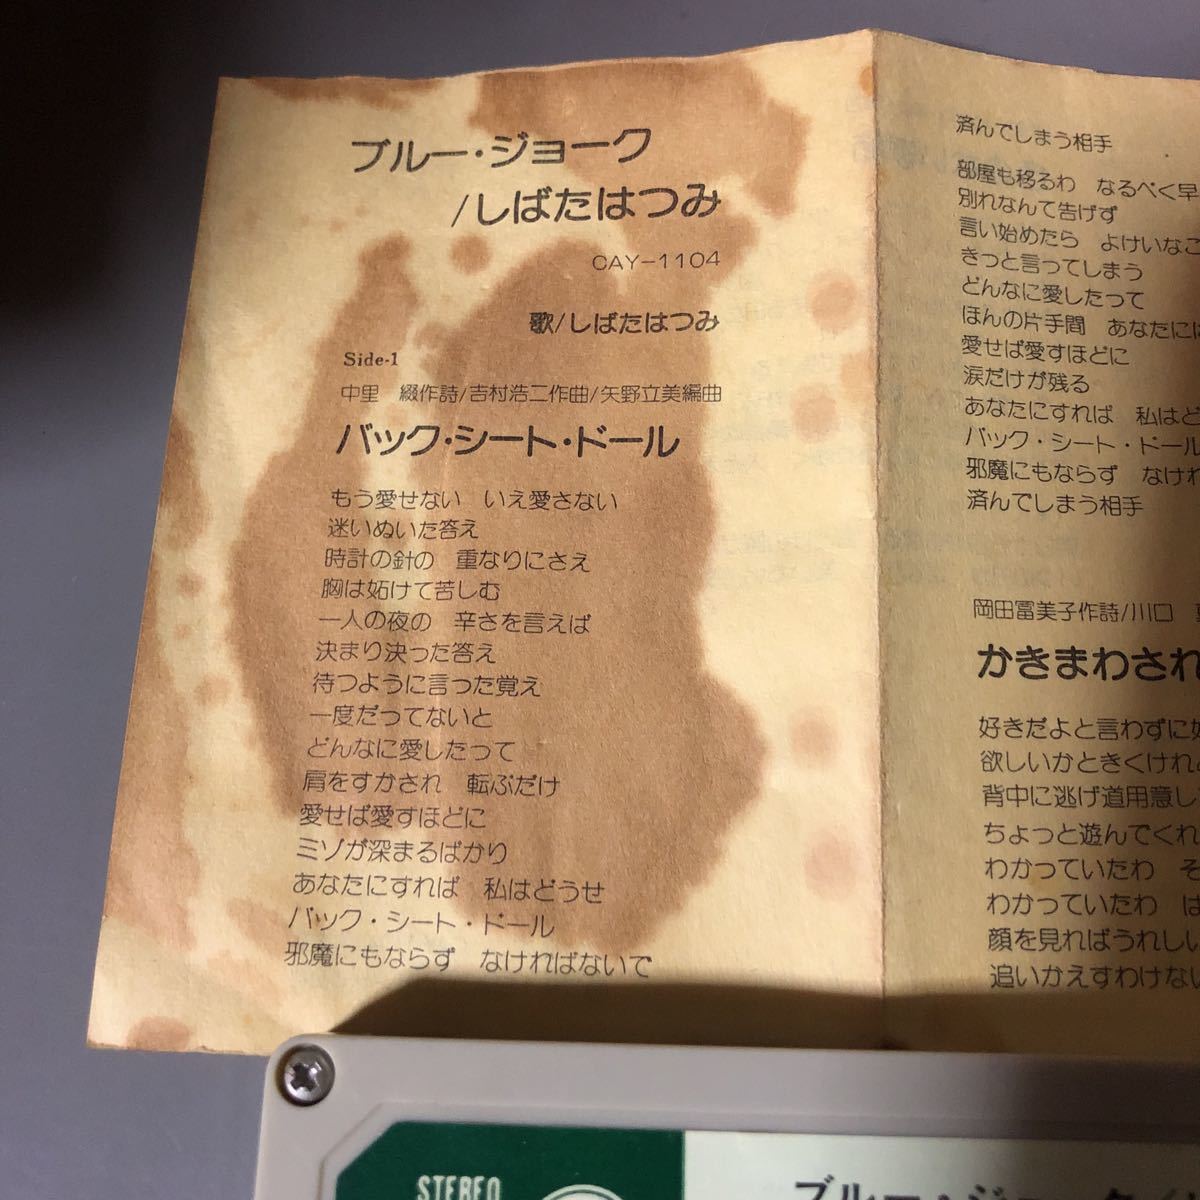 ブルー・ジョーク
/しばたはつみ
CAY-1104
歌/しばたはつみ
Side-1
中里 綴作詩/吉村浩二作曲/矢野立美編曲
バック・シート・ドール
もう愛せない いえ愛さない
迷いぬいた答え
時計の針の 重なりにさえ
胸は妬けて苦しむ
一人の夜の 辛さを言えば
決まり決った答え
待つように言った覚え
一度だってないと
どんなに愛したって
肩をすかされ 転ぶだけ
愛せば愛すほどに
ミゾが深まるばかり
あなたにすれば 私はどうせ
バック・シート・ドール
邪魔にもならず なければないで
済んでしまう相手
部屋も移るわ なるべく早
別れなんて告げず
言い始めたら よけいなこ
きっと言ってしまう
どんなに愛したって
ほんの片手間 あなたには
愛せば愛すほどに
涙だけが残る
あなたにすれば 私はど
バック・シート・ドール
邪魔にもならず なけれ
済んでしまう相手
岡田冨美子作詩/川口
かきまわされ
好きだよと言わずに
欲しいかときくけれ
背中に逃げ道用意し
ちょっと遊んでくれ
わかっていたわ そ
わかっていたわ は
顔を見ればうれしい
追いかえすわけない
STEREO
ブルー・ジョーク